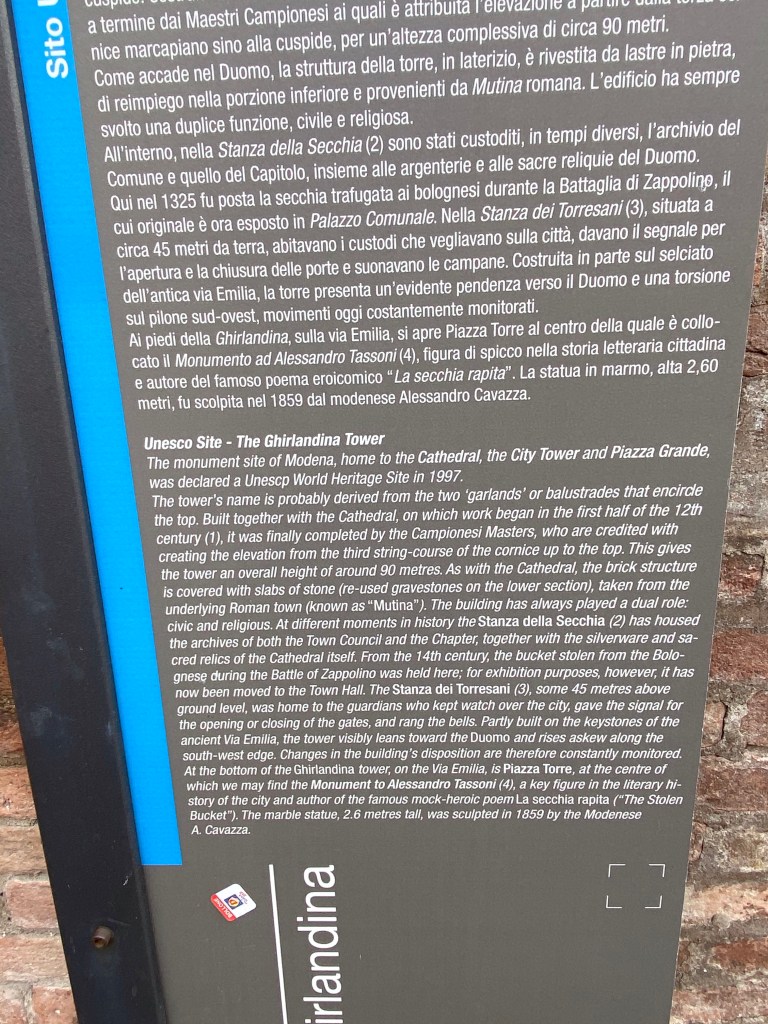 Sito
a termine dai Maestri Campionesi ai quali è attribuita l'elevazione a partire dalla terza
nice marcapiano sino alla cuspide, per un'altezza complessiva di circa 90 metri.
Come accade nel Duomo, la struttura della torre, in laterizio, è rivestita da lastre in pietra,
di reimpiego nella porzione inferiore e provenienti da Mutina romana. L'edificio ha sempre
svolto una duplice funzione, civile e religiosa.
All'interno, nella Stanza della Secchia (2) sono stati custoditi, in tempi diversi, l'archivio del
Comune e quello del Capitolo, insieme alle argenterie e alle sacre reliquie del Duomo.
Qui nel 1325 fu posta la secchia trafugata ai bolognesi durante la Battaglia di Zappolino, il
cui originale è ora esposto in Palazzo Comunale. Nella Stanza dei Torresani (3), situata a
circa 45 metri da terra, abitavano i custodi che vegliavano sulla città, davano il segnale per
l'apertura e la chiusura delle porte e suonavano le campane. Costruita in parte sul selciato
dell'antica via Emilia, la torre presenta un'evidente pendenza verso il Duomo e una torsione
sul pilone sud-ovest, movimenti oggi costantemente monitorati.
Ai piedi della Ghirlandina, sulla via Emilia, si apre Piazza Torre al centro della quale è collo-
cato il Monumento ad Alessandro Tassoni (4), figura di spicco nella storia letteraria cittadina
e autore del famoso poema eroicomico “La secchia rapita”. La statua in marmo, alta 2,60
metri, fu scolpita nel 1859 dal modenese Alessandro Cavazza.
Unesco Site - The Ghirlandina Tower
The monument site of Modena, home to the Cathedral, the City Tower and Piazza Grande,
was declared a Unescp World Heritage Site in 1997.
The tower's name is probably derived from the two 'garlands' or balustrades that encircle
the top. Built together with the Cathedral, on which work began in the first half of the 12th
century (1), it was finally completed by the Campionesi Masters, who are credited with
creating the elevation from the third string-course of the cornice up to the top. This gives
the tower an overall height of around 90 metres. As with the Cathedral, the brick structure
is covered with slabs of stone (re-used gravestones on the lower section), taken from the
underlying Roman town (known as “Mutina”). The building has always played a dual role:
civic and religious. At different moments in history the Stanza della Secchia (2) has housed
the archives of both the Town Council and the Chapter, together with the silverware and sa-
cred relics of the Cathedral itself. From the 14th century, the bucket stolen from the Bolo-
gnese during the Battle of Zappolino was held here; for exhibition purposes, however, it has
now been moved to the Town Hall. The Stanza dei Torresani (3), some 45 metres above
ground level, was home to the guardians who kept watch over the city, gave the signal for
the opening or closing of the gates, and rang the bells. Partly built on the keystones of the
ancient Via Emilia, the tower visibly leans toward the Duomo and rises askew along the
south-west edge. Changes in the building's disposition are therefore constantly monitored.
At the bottom of the Ghirlandina tower, on the Via Emilia, is Piazza Torre, at the centre of
which we may find the Monument to Alessandro Tassoni (4), a key figure in the literary hi-
story of the city and author of the famous mock-heroic poem La secchia rapita (“The Stolen
Bucket”). The marble statue, 2.6 metres tall, was sculpted in 1859 by the Modenese
A. Cavazza.
irlandina